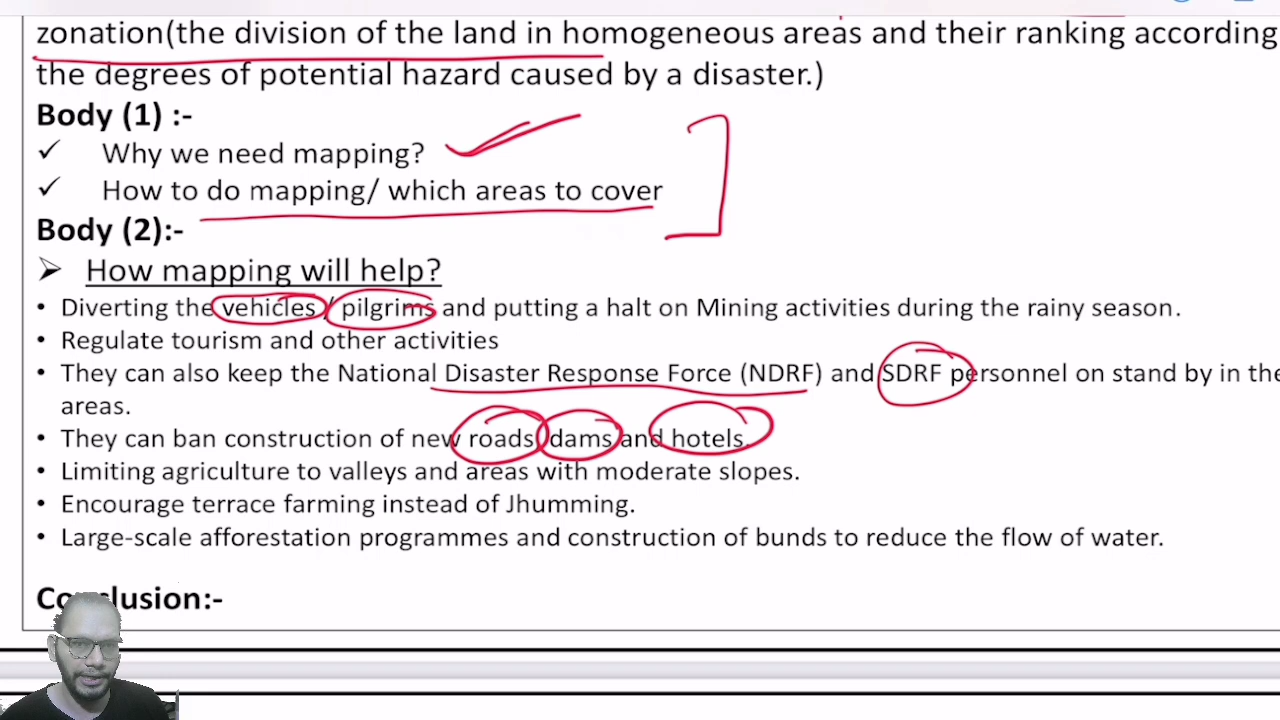 zonation(the division of the land in homogeneous areas and their ranking according
the degrees of potential hazard caused by a disaster.)
Body (1) :-
✓ Why we need mapping?
✓ How to do mapping/ which areas to cover
Body (2):-
➢ How mapping will help?
• Diverting the vehicles / pilgrims and putting a halt on Mining activities during the rainy season.
• Regulate tourism and other activities
• They can also keep the National Disaster Response Force (NDRF) and SDRF personnel on stand by in the
areas.
• They can ban construction of new roads, dams and hotels.
• Limiting agriculture to valleys and areas with moderate slopes.
• Encourage terrace farming instead of Jhumming.
• Large-scale afforestation programmes and construction of bunds to reduce the flow of water.
Conclusion:-